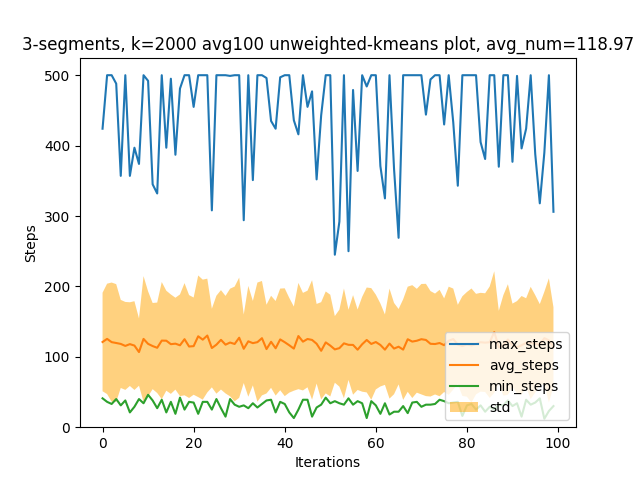 3-segments, k=2000 avg100 unweighted-kmeans plot, avg_num=118.97
Steps
500
400
300
200
100
0
max_steps
avg_steps
min_steps
std
0
20
40
60
80
100
Iterations